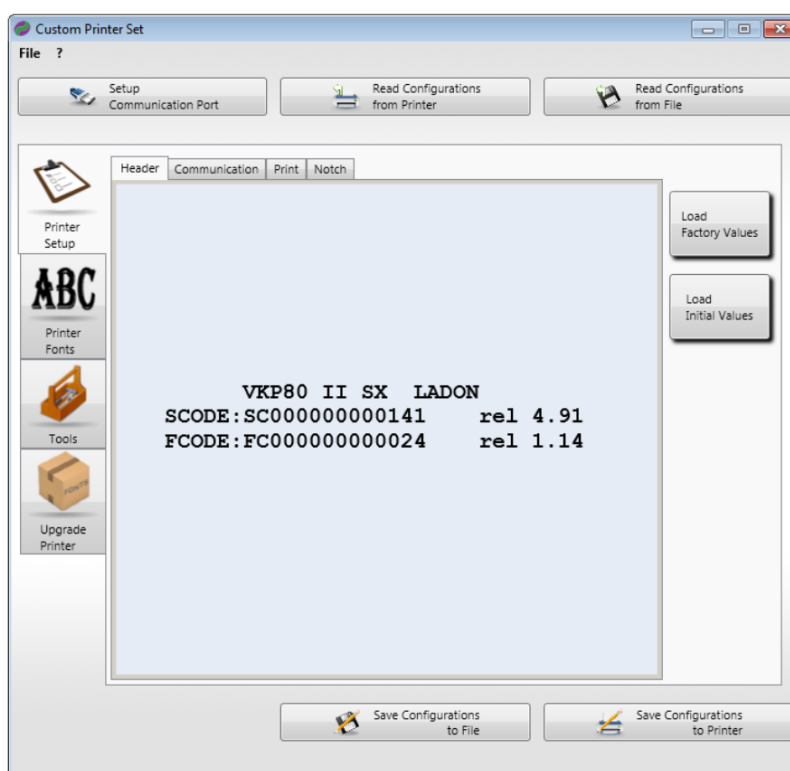 Custom Printer Set
File ?
Setup
Communication Port
Read Configurations
from Printer
Read Configurations
from File
Header Communication Print Notch
Printer
Setup
ABC
Printer
Fonts
Tools
FONTS
Upgrade
Printer
VKP80 II SX LADON
SCODE:SC000000000141 rel 4.91
FCODE:FC000000000024 rel 1.14
Load
Factory Values
Load
Initial Values
Save Configurations
to File
Save Configurations
to Printer